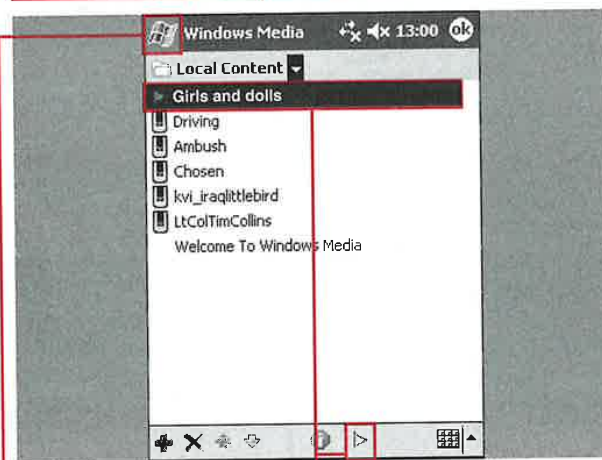 Windows Media 13:00 ok
Local Content
Girls and dolls
Driving
Ambush
Chosen
kvi_iraqlittlebird
LtColTimCollins
Welcome To Windows Media